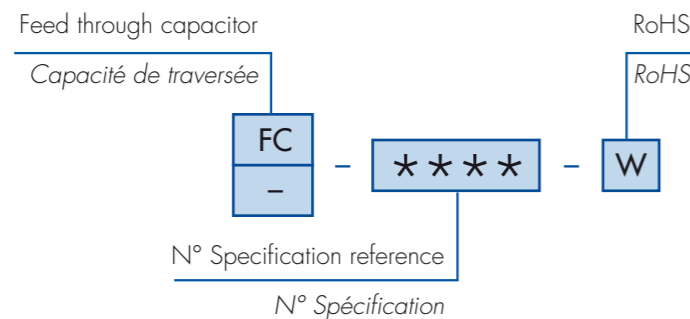 Feed through capacitor
RoHS
Capacité de traversée
RoHS
FC
–
– **** – W
N° Specification reference
N° Spécification